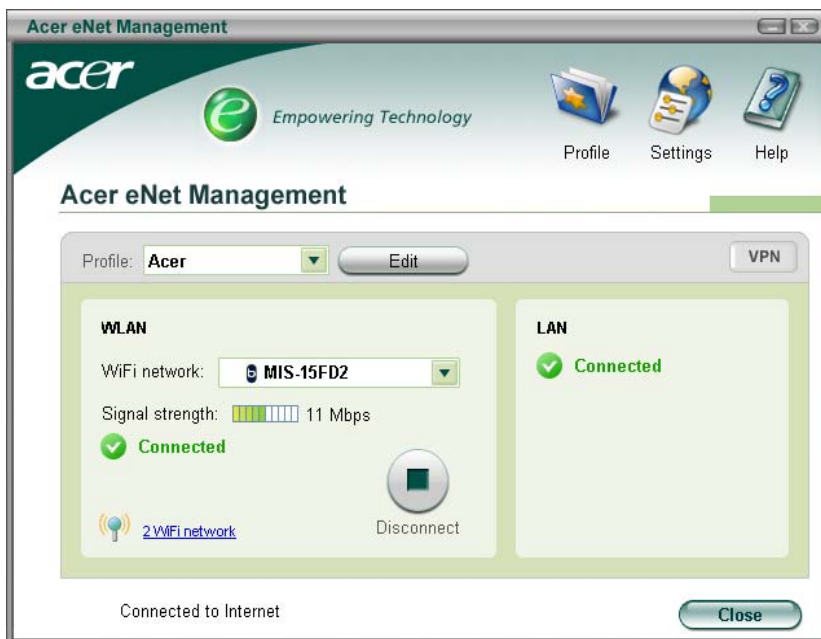 Acer eNet Management
acer
e Empowering Technology
Profile Settings Help
Acer eNet Management
Profile: Acer Edit VPN
WLAN
WiFi network: b MIS-15FD2
Signal strength: 11 Mbps
Connected
2 WiFi network
Disconnect
LAN
Connected
Connected to Internet
Close